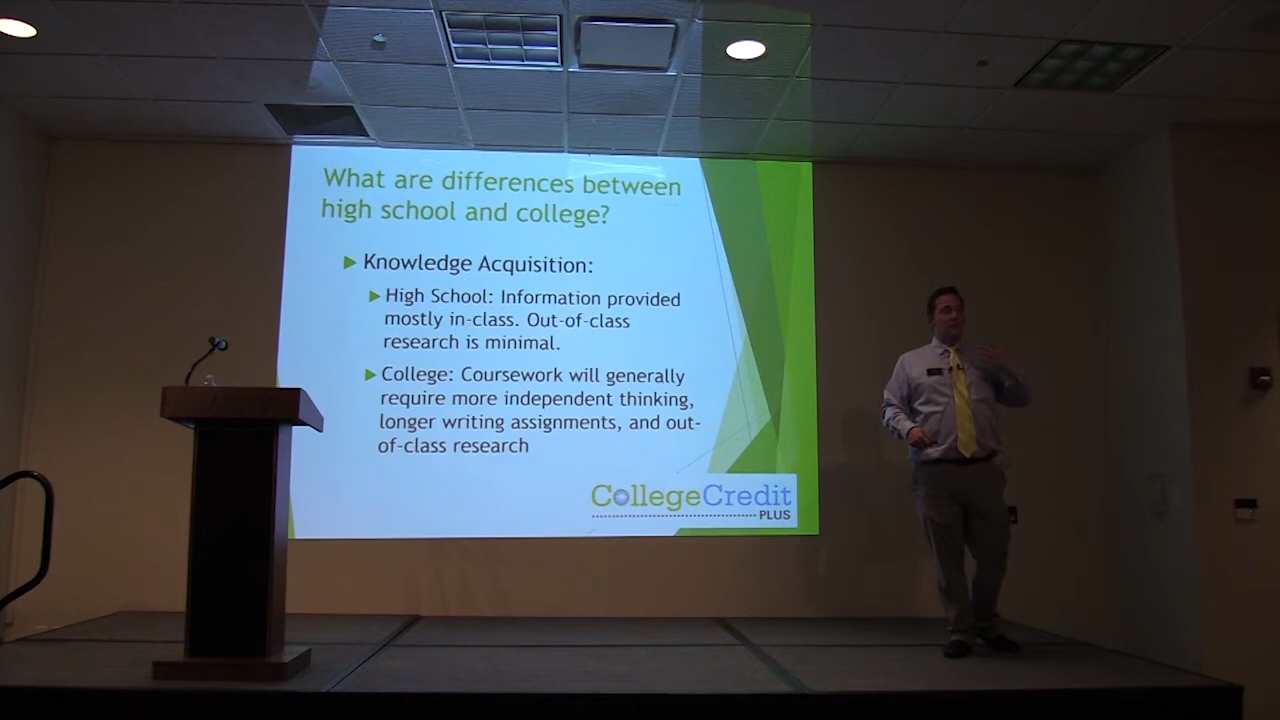 What are differences between
high school and college?
Knowledge Acquisition:
High School: Information provided
mostly in-class. Out-of-class
research is minimal.
College: Coursework will generally
require more independent thinking,
longer writing assignments, and out-
of-class research
CollegeCredit
PLUS